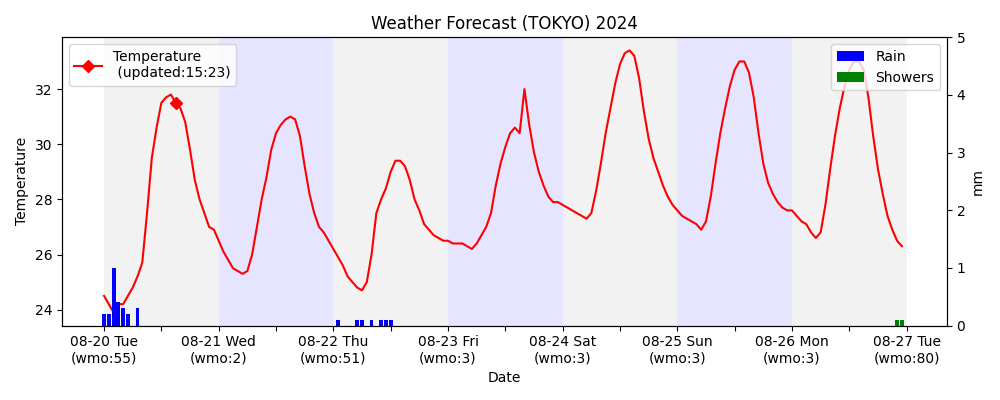 Weather Forecast (TOKYO) 2024
Temperature
(updated:15:23)
Rain
Showers
Temperature
32
30
28
26
24
5
4
3
2
1
0
mm
08-20 Tue
(wmo:55)
08-21 Wed
(wmo:2)
08-22 Thu
(wmo:51)
08-23 Fri
(wmo:3)
08-24 Sat
(wmo:3)
08-25 Sun
(wmo:3)
08-26 Mon
(wmo:3)
08-27 Tue
(wmo:80)
Date